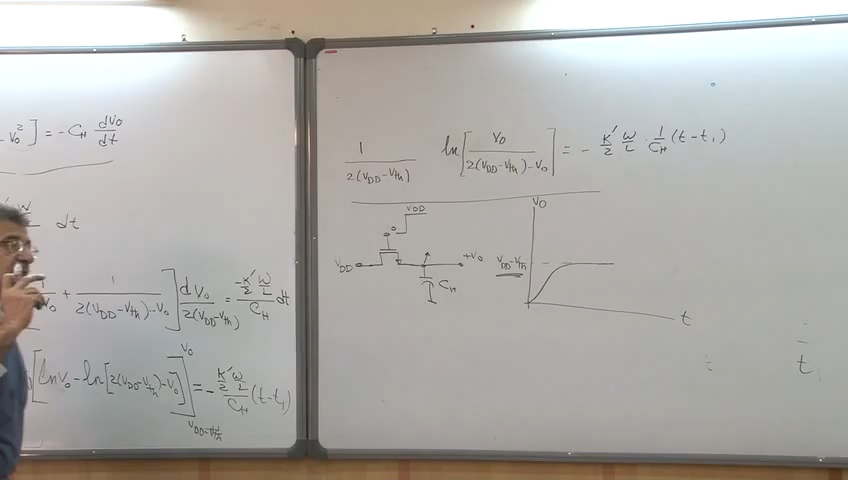 V₀²] = -C_H dV₀/dt
W/L dt
1/V₀ + 1/(2(V_DD-V_th)-V₀)] dV₀/(2(V_DD-V_th)) = (-K'/2 W/L)/C_H dt
[ln V₀ - ln[2(V_DD-V_th)-V₀]] = -(K'/2 W/L)/C_H (t-t₁)
V₀
V_DD-V_th
1/(2(V_DD-V_th)) ln[V₀/(2(V_DD-V_th)-V₀)] = -K'/2 W/L · 1/C_H (t-t₁)
V_DD
V_DD
+V₀
C_H
V₀
V_DD-V_th
t
t